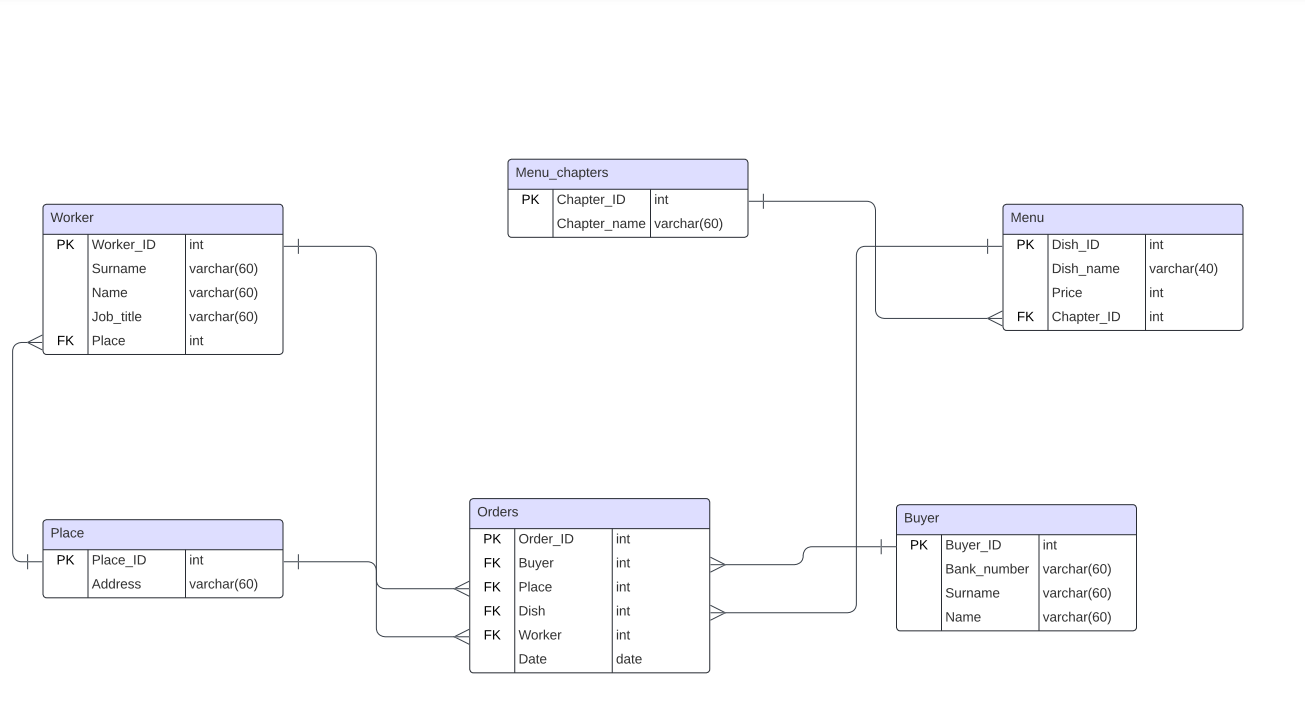 Menu_chapters
PK Chapter_ID int
Chapter_name varchar(60)
Worker
PK Worker_ID int
Surname varchar(60)
Name varchar(60)
Job_title varchar(60)
FK Place int
Menu
PK Dish_ID int
Dish_name varchar(40)
Price int
FK Chapter_ID int
Place
PK Place_ID int
Address varchar(60)
Orders
PK Order_ID int
FK Buyer int
FK Place int
FK Dish int
FK Worker int
Date date
Buyer
PK Buyer_ID int
Bank_number varchar(60)
Surname varchar(60)
Name varchar(60)